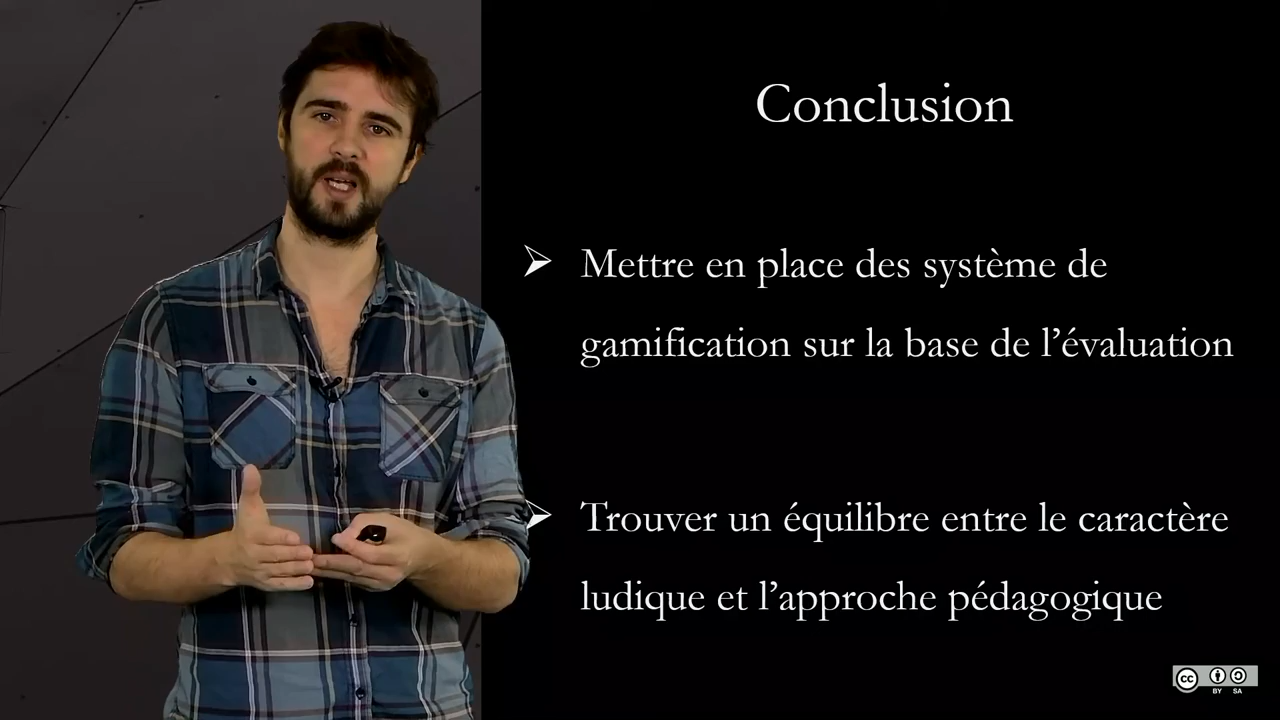 Conclusion
➢ Mettre en place des système de
gamification sur la base de l'évaluation
➢ Trouver un équilibre entre le caractère
ludique et l'approche pédagogique
cc
BY SA